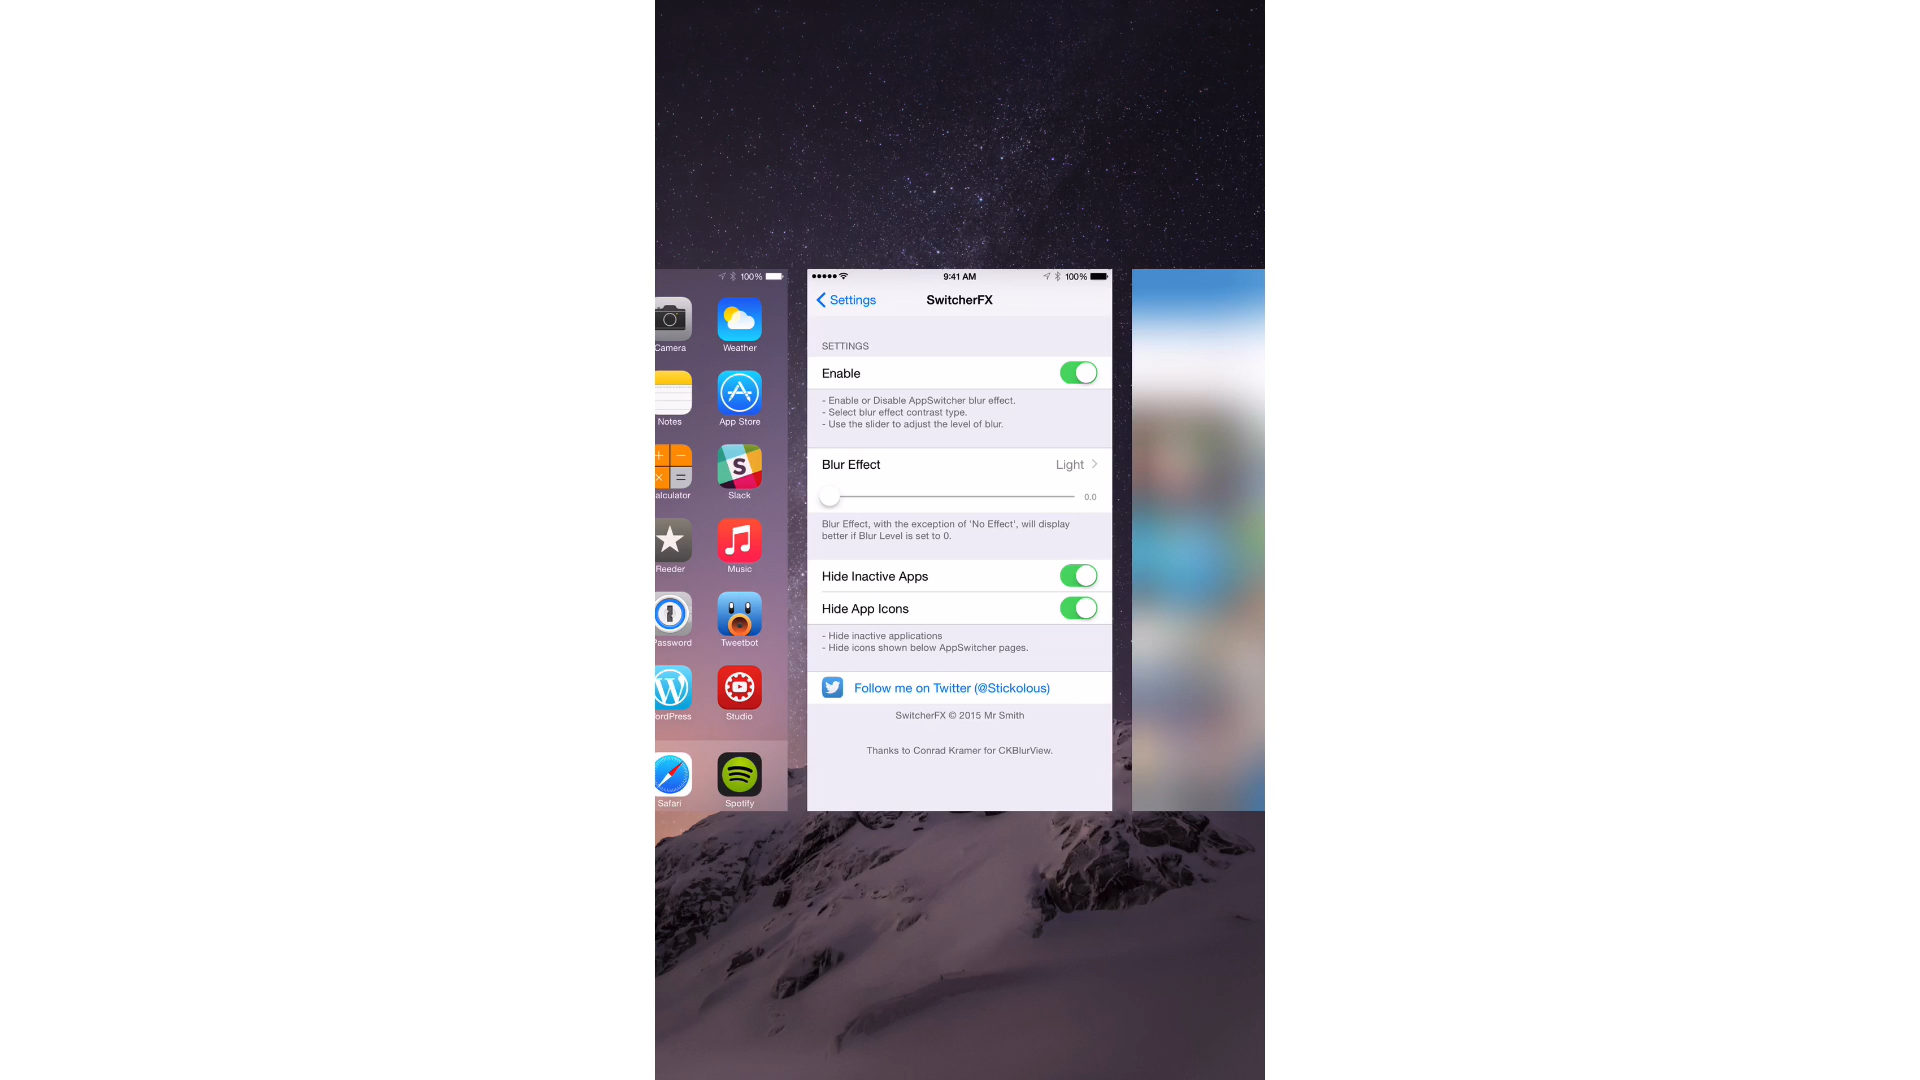 100%
Camera
Weather
Notes
App Store
alculator
Slack
Reeder
Music
Password
Tweetbot
ordPress
Studio
Safari
Spotify
9:41 AM
100%
Settings
SwitcherFX
SETTINGS
Enable
- Enable or Disable AppSwitcher blur effect.
- Select blur effect contrast type.
- Use the slider to adjust the level of blur.
Blur Effect
Light
0.0
Blur Effect, with the exception of 'No Effect', will display
better if Blur Level is set to 0.
Hide Inactive Apps
Hide App Icons
- Hide inactive applications
- Hide icons shown below AppSwitcher pages.
Follow me on Twitter (@Stickolous)
SwitcherFX © 2015 Mr Smith
Thanks to Conrad Kramer for CKBlurView.